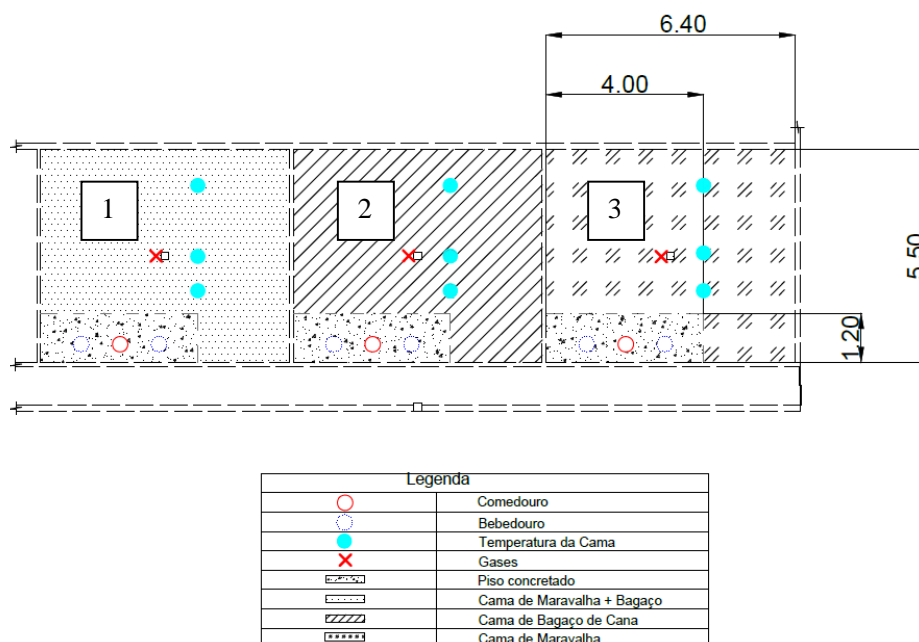 6.40
4.00
1
2
3
5.50
1.20
Legenda
Comedouro
Bebedouro
Temperatura da Cama
Gases
Piso concretado
Cama de Maravalha + Bagaço
Cama de Bagaço de Cana
Cama de Maravalha